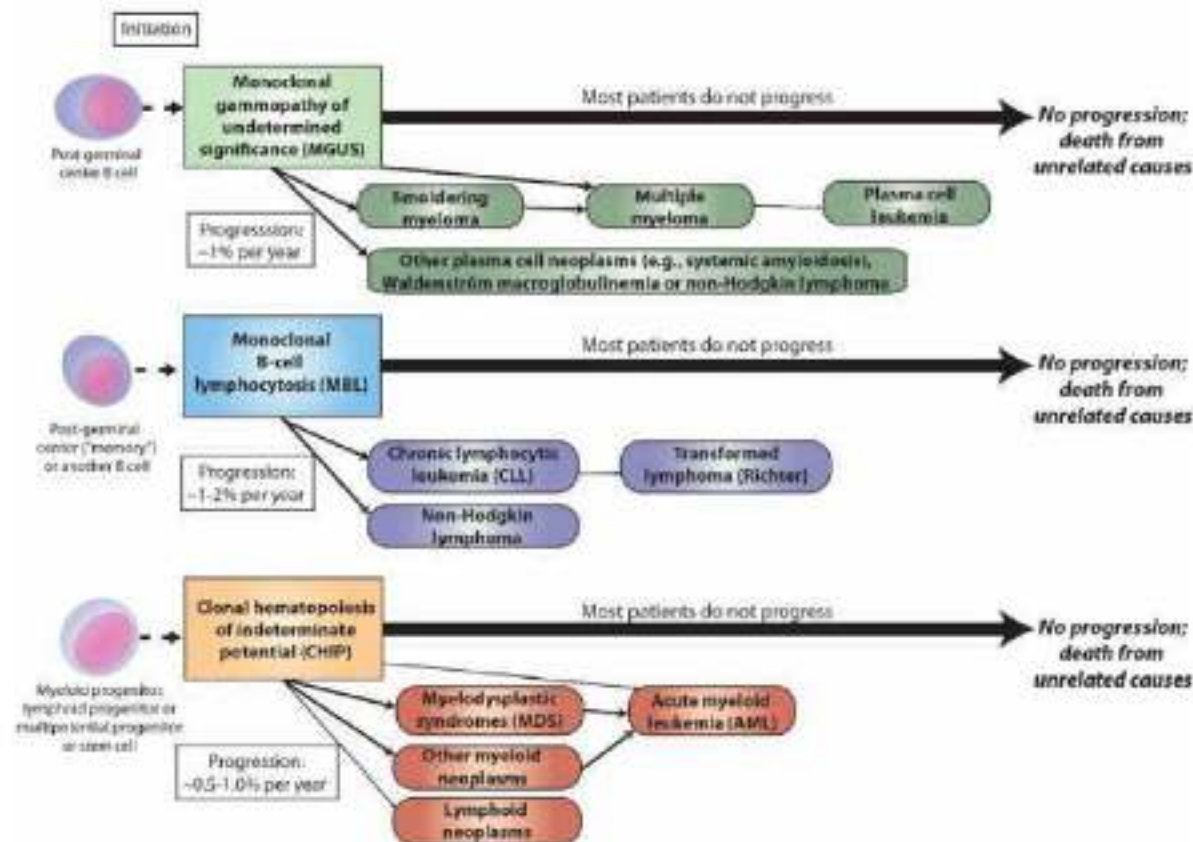 Initiation
Monoclonal
gammopathy of
undetermined
significance (MGUS)
Most patients do not progress
No progression;
death from
unrelated causes
Post-germinal
center B cell
Smoldering
myeloma
Multiple
myeloma
Plasma cell
leukemia
Progresssion:
~1% per year
Other plasma cell neoplasms (e.g., systemic amyloidosis),
Waldenström macroglobulinemia or non-Hodgkin lymphoma
Monoclonal
B-cell
lymphocytosis (MBL)
Most patients do not progress
No progression;
death from
unrelated causes
Post-germinal
center ("memory")
or another B cell
Progression:
~1-2% per year
Chronic lymphocytic
leukemia (CLL)
Transformed
lymphoma (Richter)
Non-Hodgkin
lymphoma
Clonal hematopoiesis
of indeterminate
potential (CHIP)
Most patients do not progress
No progression;
death from
unrelated causes
Myeloid progenitor,
lymphoid progenitor or
multipotential progenitor
or stem cell
Myelodysplastic
syndromes (MDS)
Acute myeloid
leukemia (AML)
Progression:
~0.5-1.0% per year
Other myeloid
neoplasms
Lymphoid
neoplasms